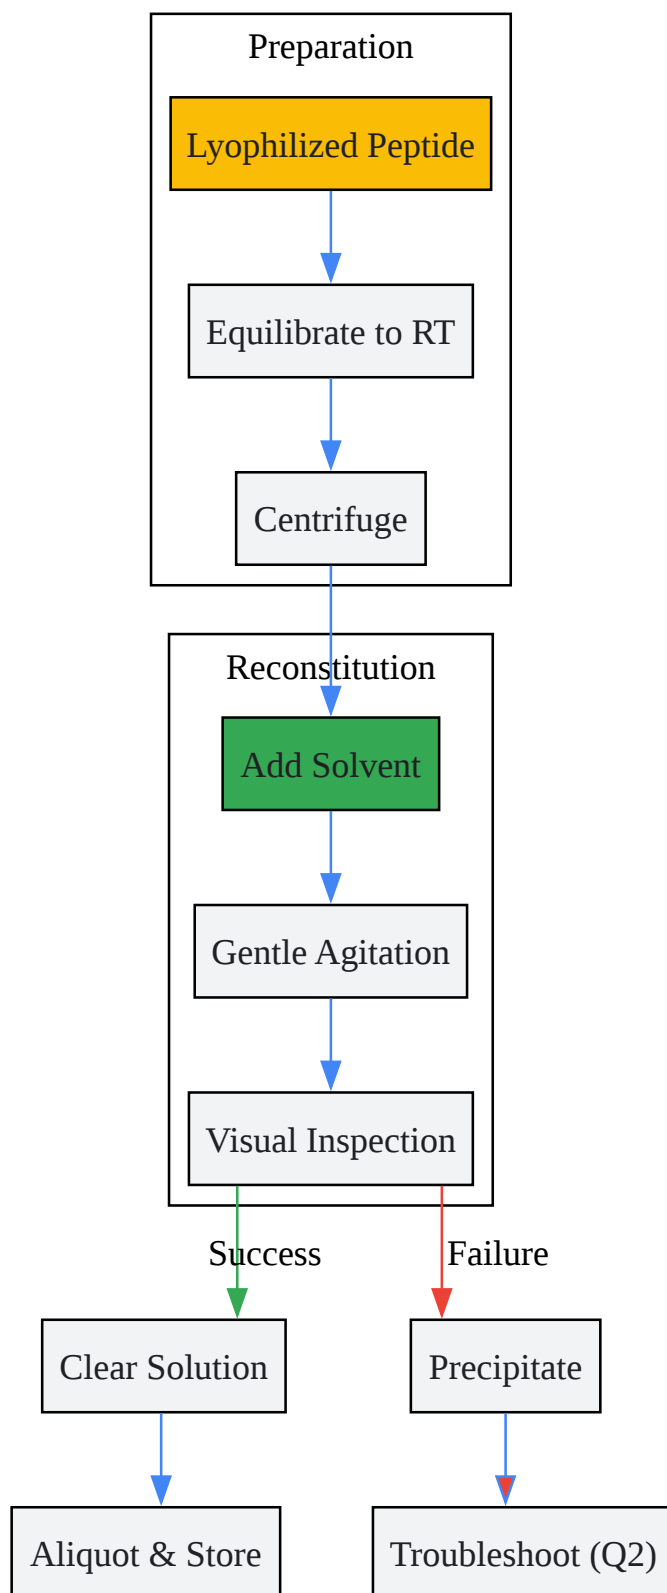 Preparation
Lyophilized Peptide
Equilibrate to RT
Centrifuge
Reconstitution
Add Solvent
Gentle Agitation
Visual Inspection
Success
Failure
Clear Solution
Precipitate
Aliquot & Store
Troubleshoot (Q2)